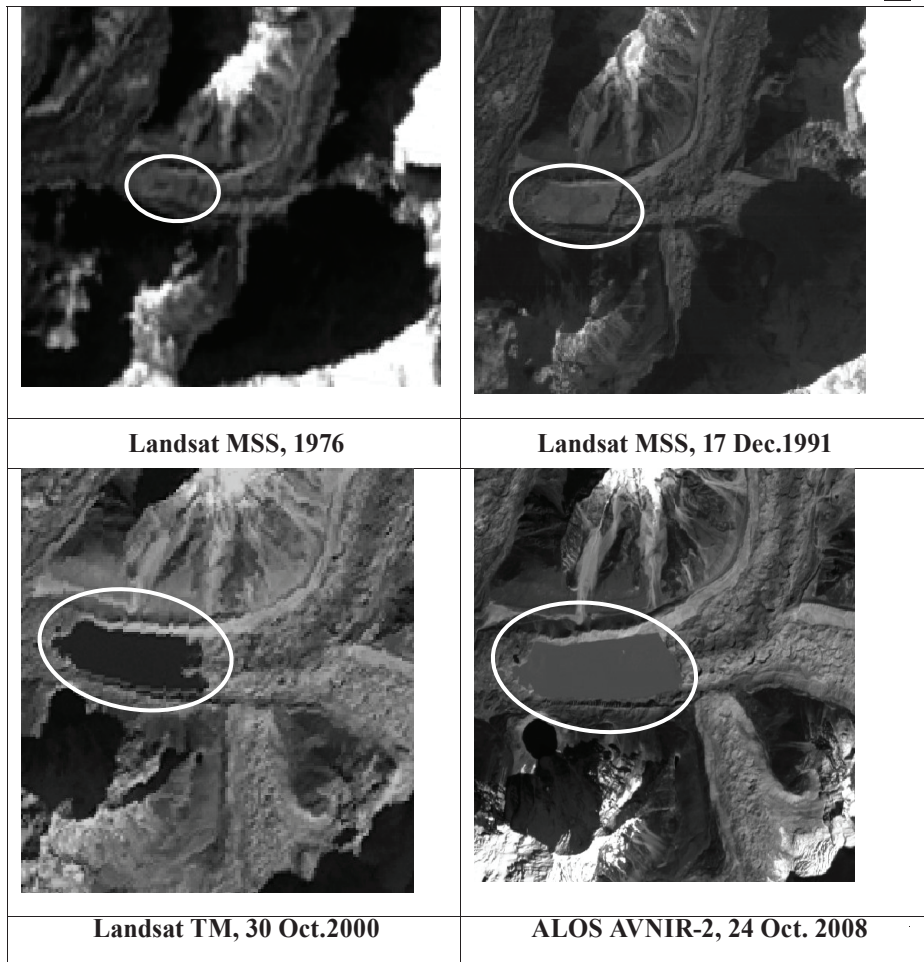 Landsat MSS, 1976
Landsat MSS, 17 Dec.1991
Landsat TM, 30 Oct.2000
ALOS AVNIR-2, 24 Oct. 2008